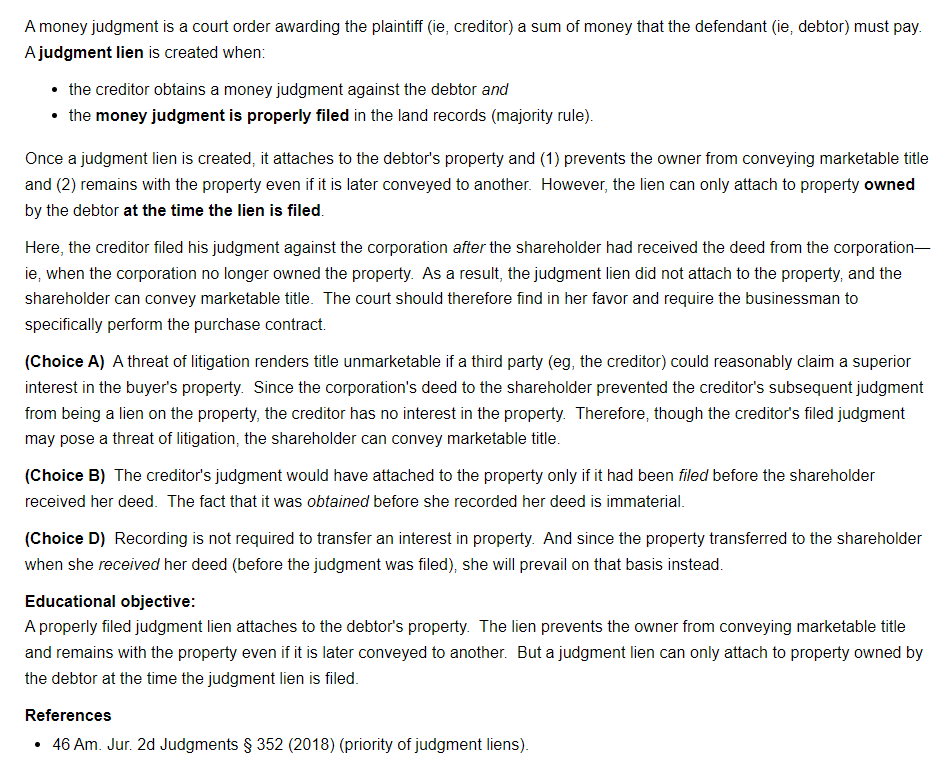 A money judgment is a court order awarding the plaintiff (ie, creditor) a sum of money that the defendant (ie, debtor) must pay.
A judgment lien is created when:
• the creditor obtains a money judgment against the debtor and
• the money judgment is properly filed in the land records (majority rule).
Once a judgment lien is created, it attaches to the debtor's property and (1) prevents the owner from conveying marketable title
and (2) remains with the property even if it is later conveyed to another. However, the lien can only attach to property owned
by the debtor at the time the lien is filed.
Here, the creditor filed his judgment against the corporation after the shareholder had received the deed from the corporation—
ie, when the corporation no longer owned the property. As a result, the judgment lien did not attach to the property, and the
shareholder can convey marketable title. The court should therefore find in her favor and require the businessman to
specifically perform the purchase contract.
(Choice A) A threat of litigation renders title unmarketable if a third party (eg, the creditor) could reasonably claim a superior
interest in the buyer's property. Since the corporation's deed to the shareholder prevented the creditor's subsequent judgment
from being a lien on the property, the creditor has no interest in the property. Therefore, though the creditor's filed judgment
may pose a threat of litigation, the shareholder can convey marketable title.
(Choice B) The creditor's judgment would have attached to the property only if it had been filed before the shareholder
received her deed. The fact that it was obtained before she recorded her deed is immaterial.
(Choice D) Recording is not required to transfer an interest in property. And since the property transferred to the shareholder
when she received her deed (before the judgment was filed), she will prevail on that basis instead.
Educational objective:
A properly filed judgment lien attaches to the debtor's property. The lien prevents the owner from conveying marketable title
and remains with the property even if it is later conveyed to another. But a judgment lien can only attach to property owned by
the debtor at the time the judgment lien is filed.
References
• 46 Am. Jur. 2d Judgments § 352 (2018) (priority of judgment liens).